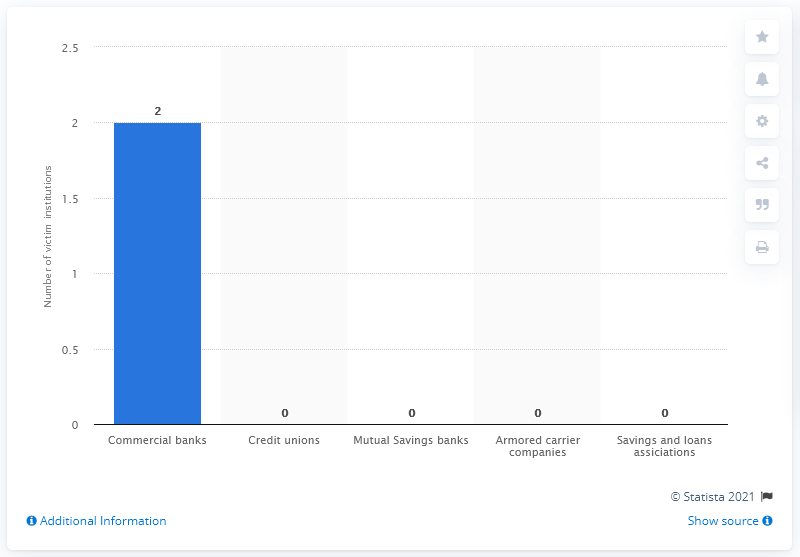 2.5
2
1.5
1
0.5
0
Number of victim institutions
2
0
0
0
0
Commercial banks
Credit unions
Mutual Savings banks
Armored carrier
companies
Savings and loans
assiciations
© Statista 2021
Additional Information
Show source